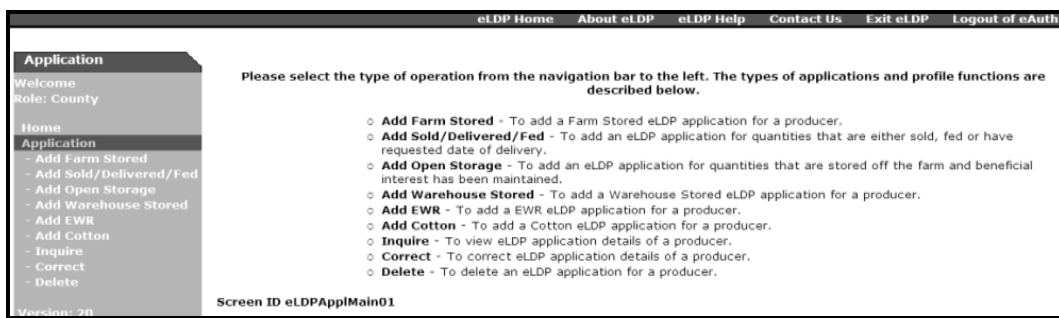 eLDP Home About eLDP eLDP Help Contact Us Exit eLDP Logout of eAuth
Application
Welcome
Role: County
Home
Application
- Add Farm Stored
- Add Sold/Delivered/Fed
- Add Open Storage
- Add Warehouse Stored
- Add EWR
- Add Cotton
- Inquire
- Correct
- Delete
Version: 20
Please select the type of operation from the navigation bar to the left. The types of applications and profile functions are
described below.
○ Add Farm Stored - To add a Farm Stored eLDP application for a producer.
○ Add Sold/Delivered/Fed - To add an eLDP application for quantities that are either sold, fed or have
requested date of delivery.
○ Add Open Storage - To add an eLDP application for quantities that are stored off the farm and beneficial
interest has been maintained.
○ Add Warehouse Stored - To add a Warehouse Stored eLDP application for a producer.
○ Add EWR - To add a EWR eLDP application for a producer.
○ Add Cotton - To add a Cotton eLDP application for a producer.
○ Inquire - To view eLDP application details of a producer.
○ Correct - To correct eLDP application details of a producer.
○ Delete - To delete an eLDP application for a producer.
Screen ID eLDPApplMain01